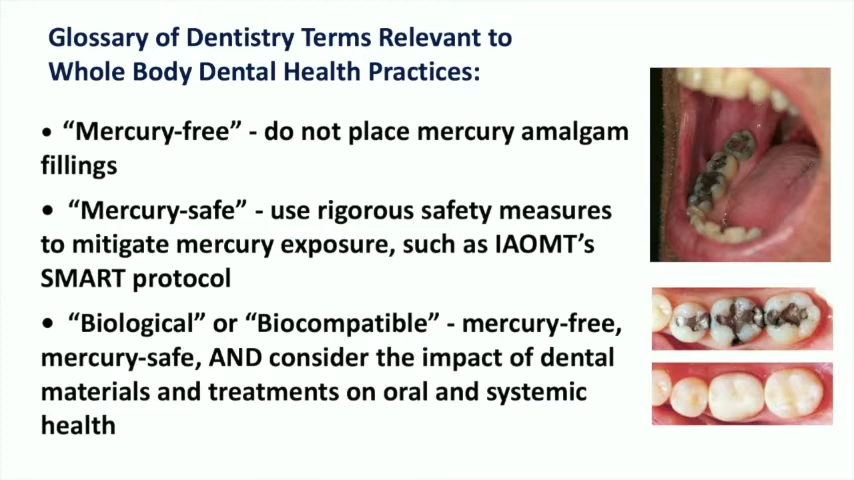 Glossary of Dentistry Terms Relevant to
Whole Body Dental Health Practices:
• “Mercury-free” - do not place mercury amalgam
fillings
• “Mercury-safe” - use rigorous safety measures
to mitigate mercury exposure, such as IAOMT’s
SMART protocol
• “Biological” or “Biocompatible” - mercury-free,
mercury-safe, AND consider the impact of dental
materials and treatments on oral and systemic
health